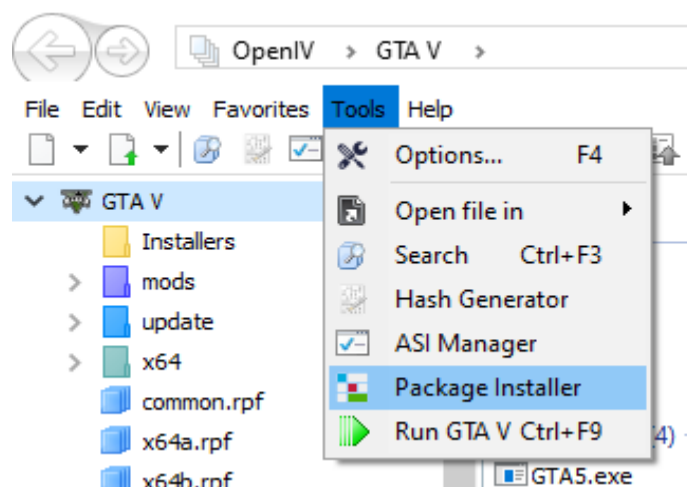 OpenIV > GTA V >
File Edit View Favorites Tools Help
Options... F4
GTA V
Open file in
Installers
Search Ctrl+F3
mods
Hash Generator
update
ASI Manager
x64
Package Installer
common.rpf
Run GTA V Ctrl+F9
4)
x64a.rpf
GTA5.exe
x64b.rpf